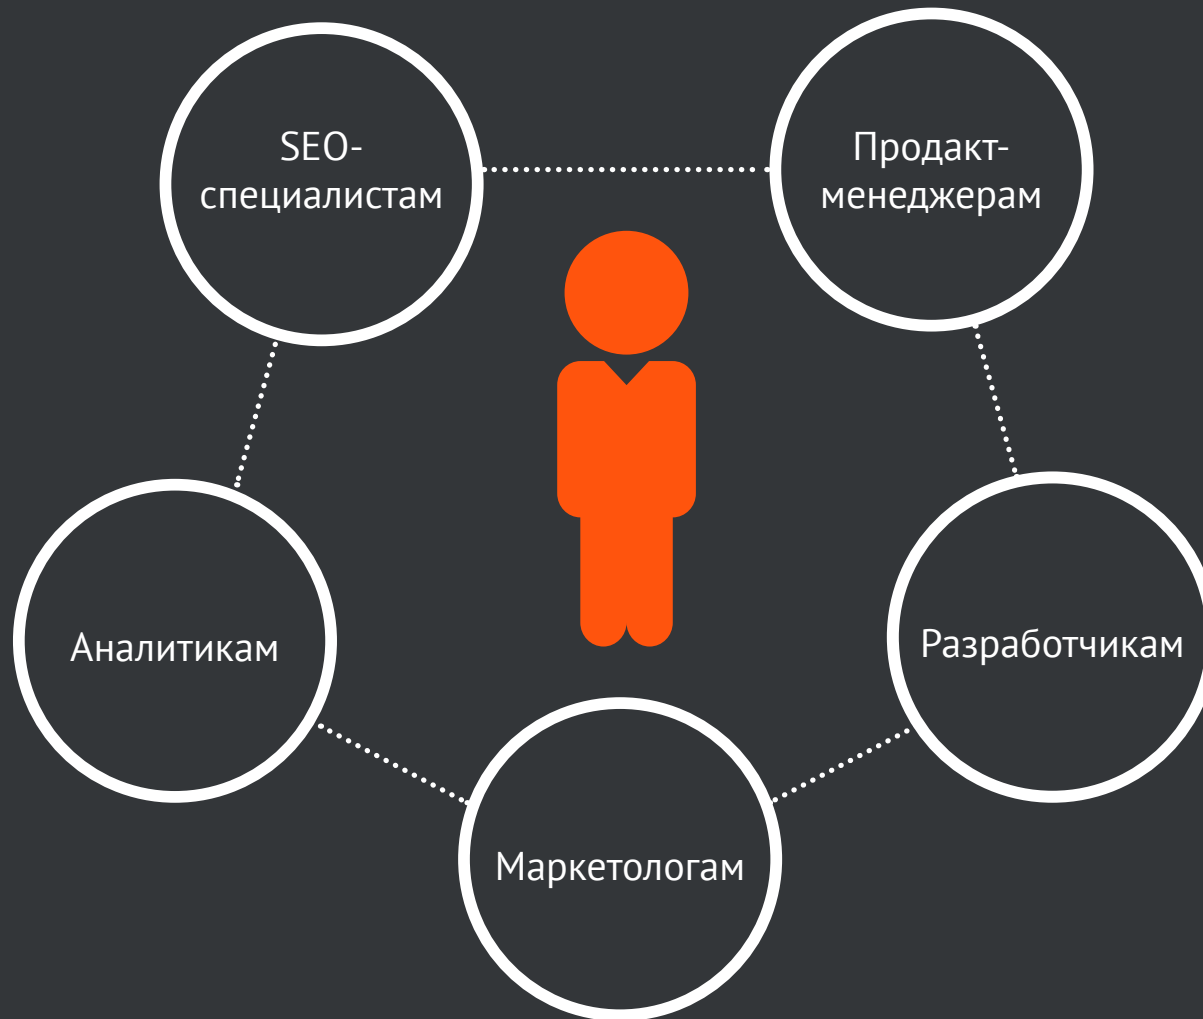 SEO-
специалистам
Продакт-
менеджерам
Аналитикам
Разработчикам
Маркетологам